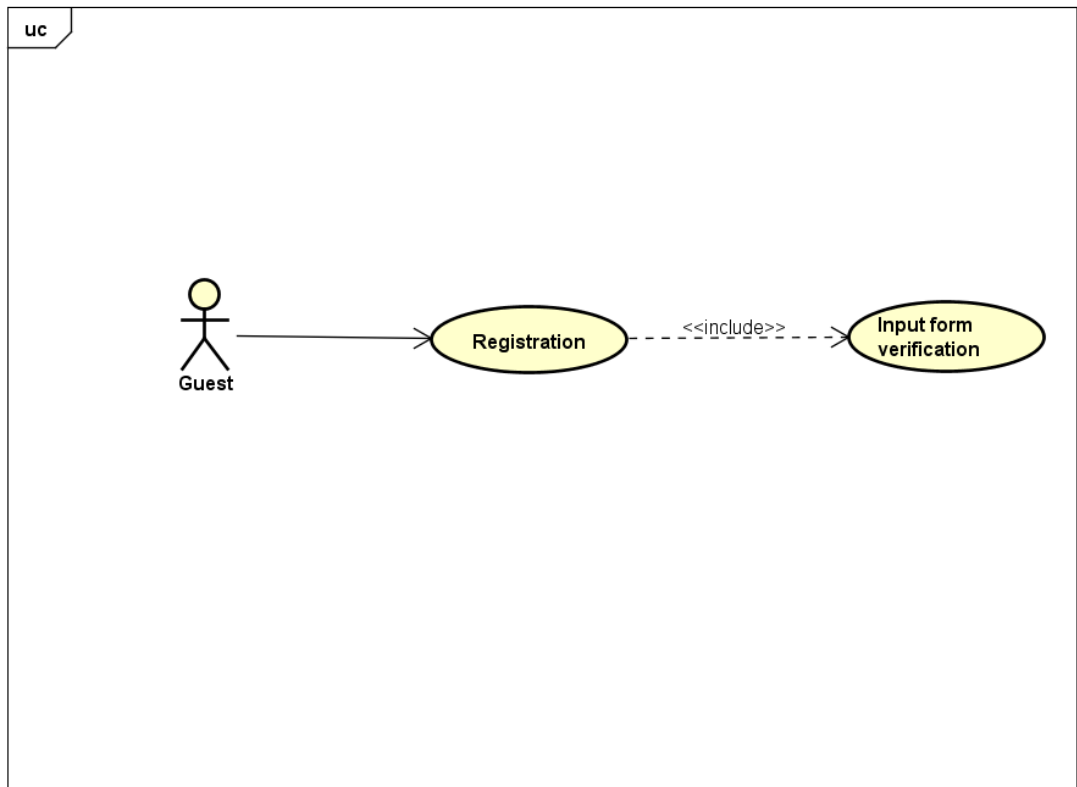 uc
Guest
Registration
<<include>>
Input form
verification